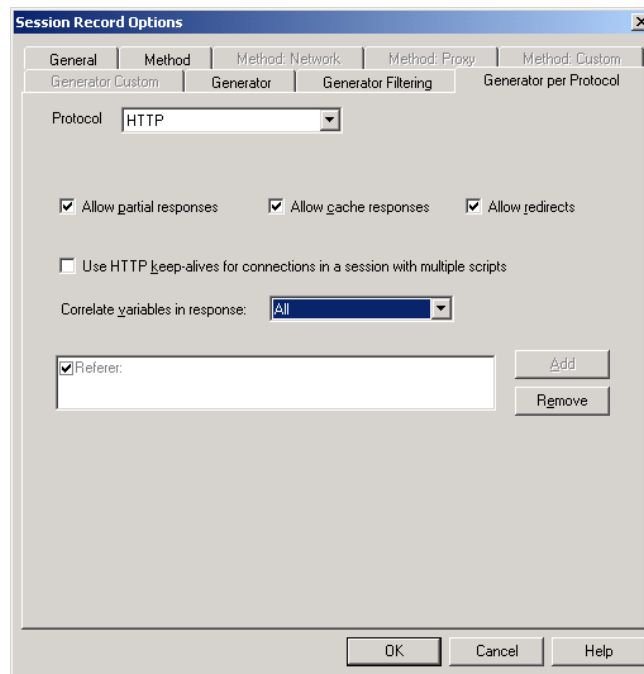 Session Record Options
General Method Method: Network Method: Proxy Method: Custom
Generator Custom Generator Generator Filtering Generator per Protocol
Protocol HTTP
Allow partial responses Allow cache responses Allow redirects
Use HTTP keep-alives for connections in a session with multiple scripts
Correlate variables in response: All
Referer: Add
Remove
OK Cancel Help